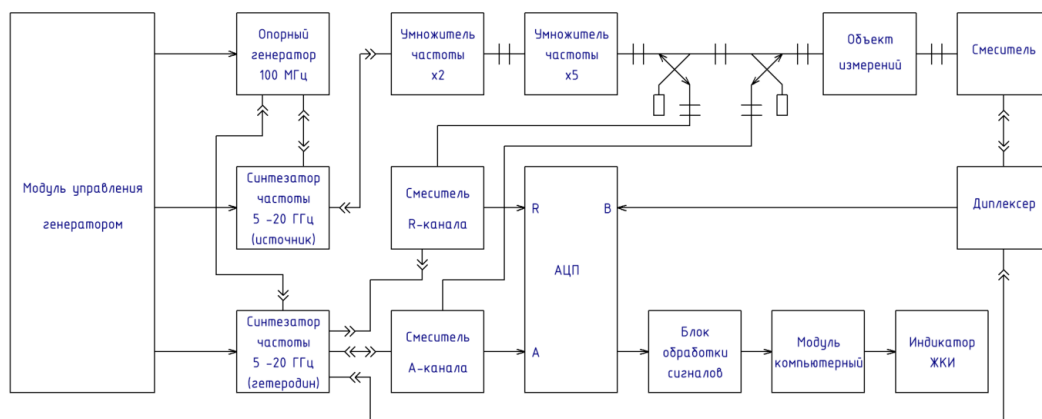 Модуль управления
генератором
Опорный
генератор
100 МГц
Синтезатор
частоты
5 -20 ГГц
(источник)
Синтезатор
частоты
5 -20 ГГц
(гетеродин)
Умножитель
частоты
x2
Умножитель
частоты
x5
Объект
измерений
Смеситель
Смеситель
R-канала
Смеситель
A-канала
R
B
АЦП
A
Диплексер
Блок
обработки
сигналов
Модуль
компьютерный
Индикатор
ЖКИ